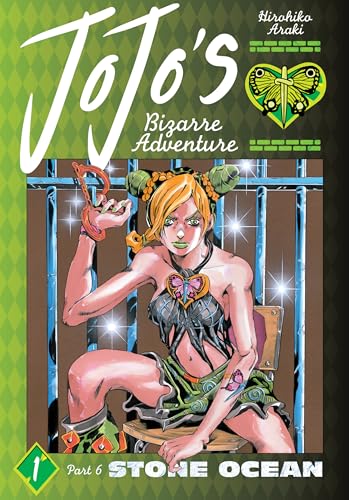 JoJo's
Hirohiko
Araki
Bizarre
Adventure
1
Part 6 STONE OCEAN